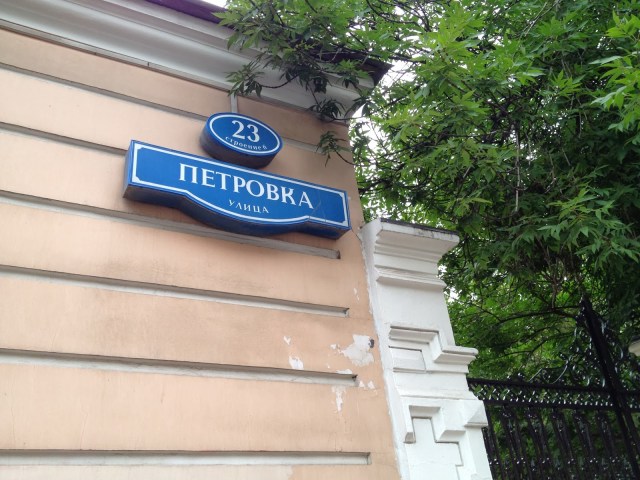 23
строение 6
ПЕТРОВКА
УЛИЦА